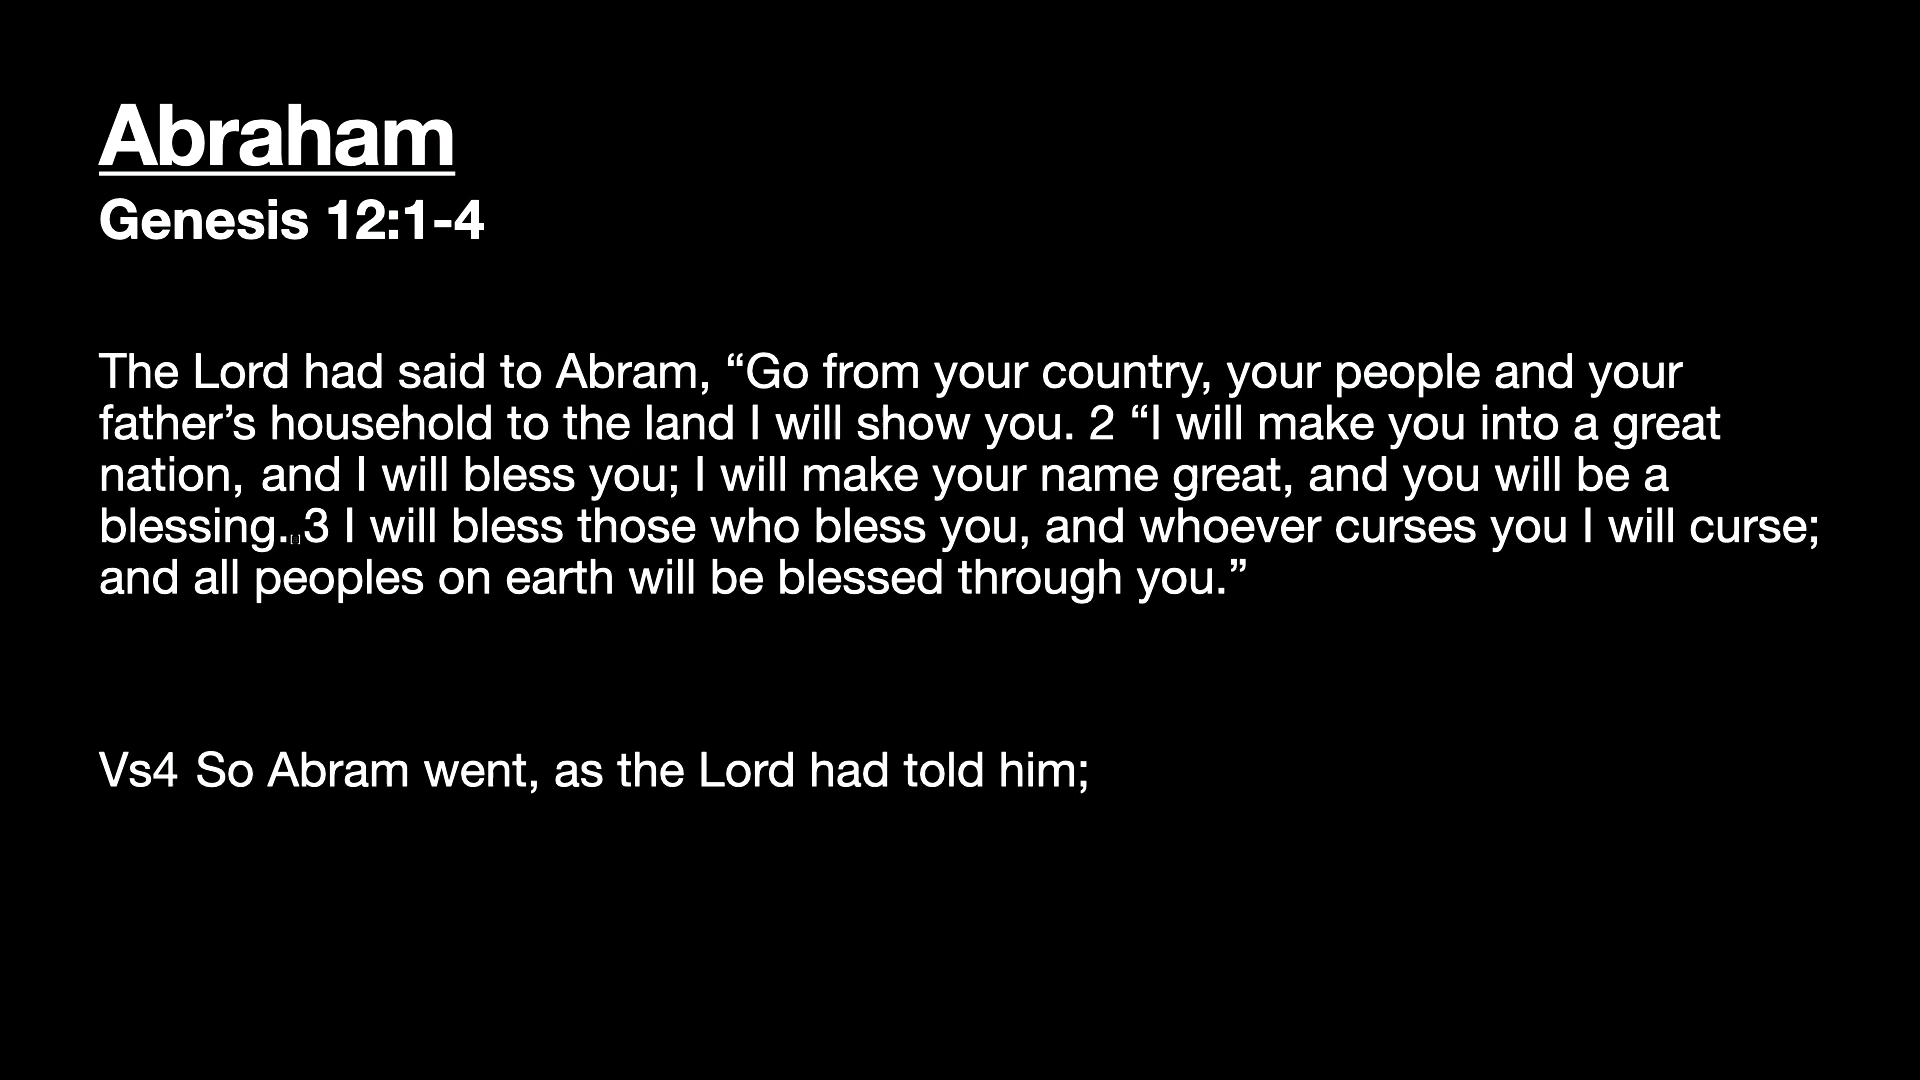 Abraham
Genesis 12:1-4
The Lord had said to Abram, “Go from your country, your people and your
father’s household to the land I will show you. 2 “I will make you into a great
nation, and I will bless you; I will make your name great, and you will be a
blessing.[ ]3 I will bless those who bless you, and whoever curses you I will curse;
and all peoples on earth will be blessed through you.”
Vs4 So Abram went, as the Lord had told him;